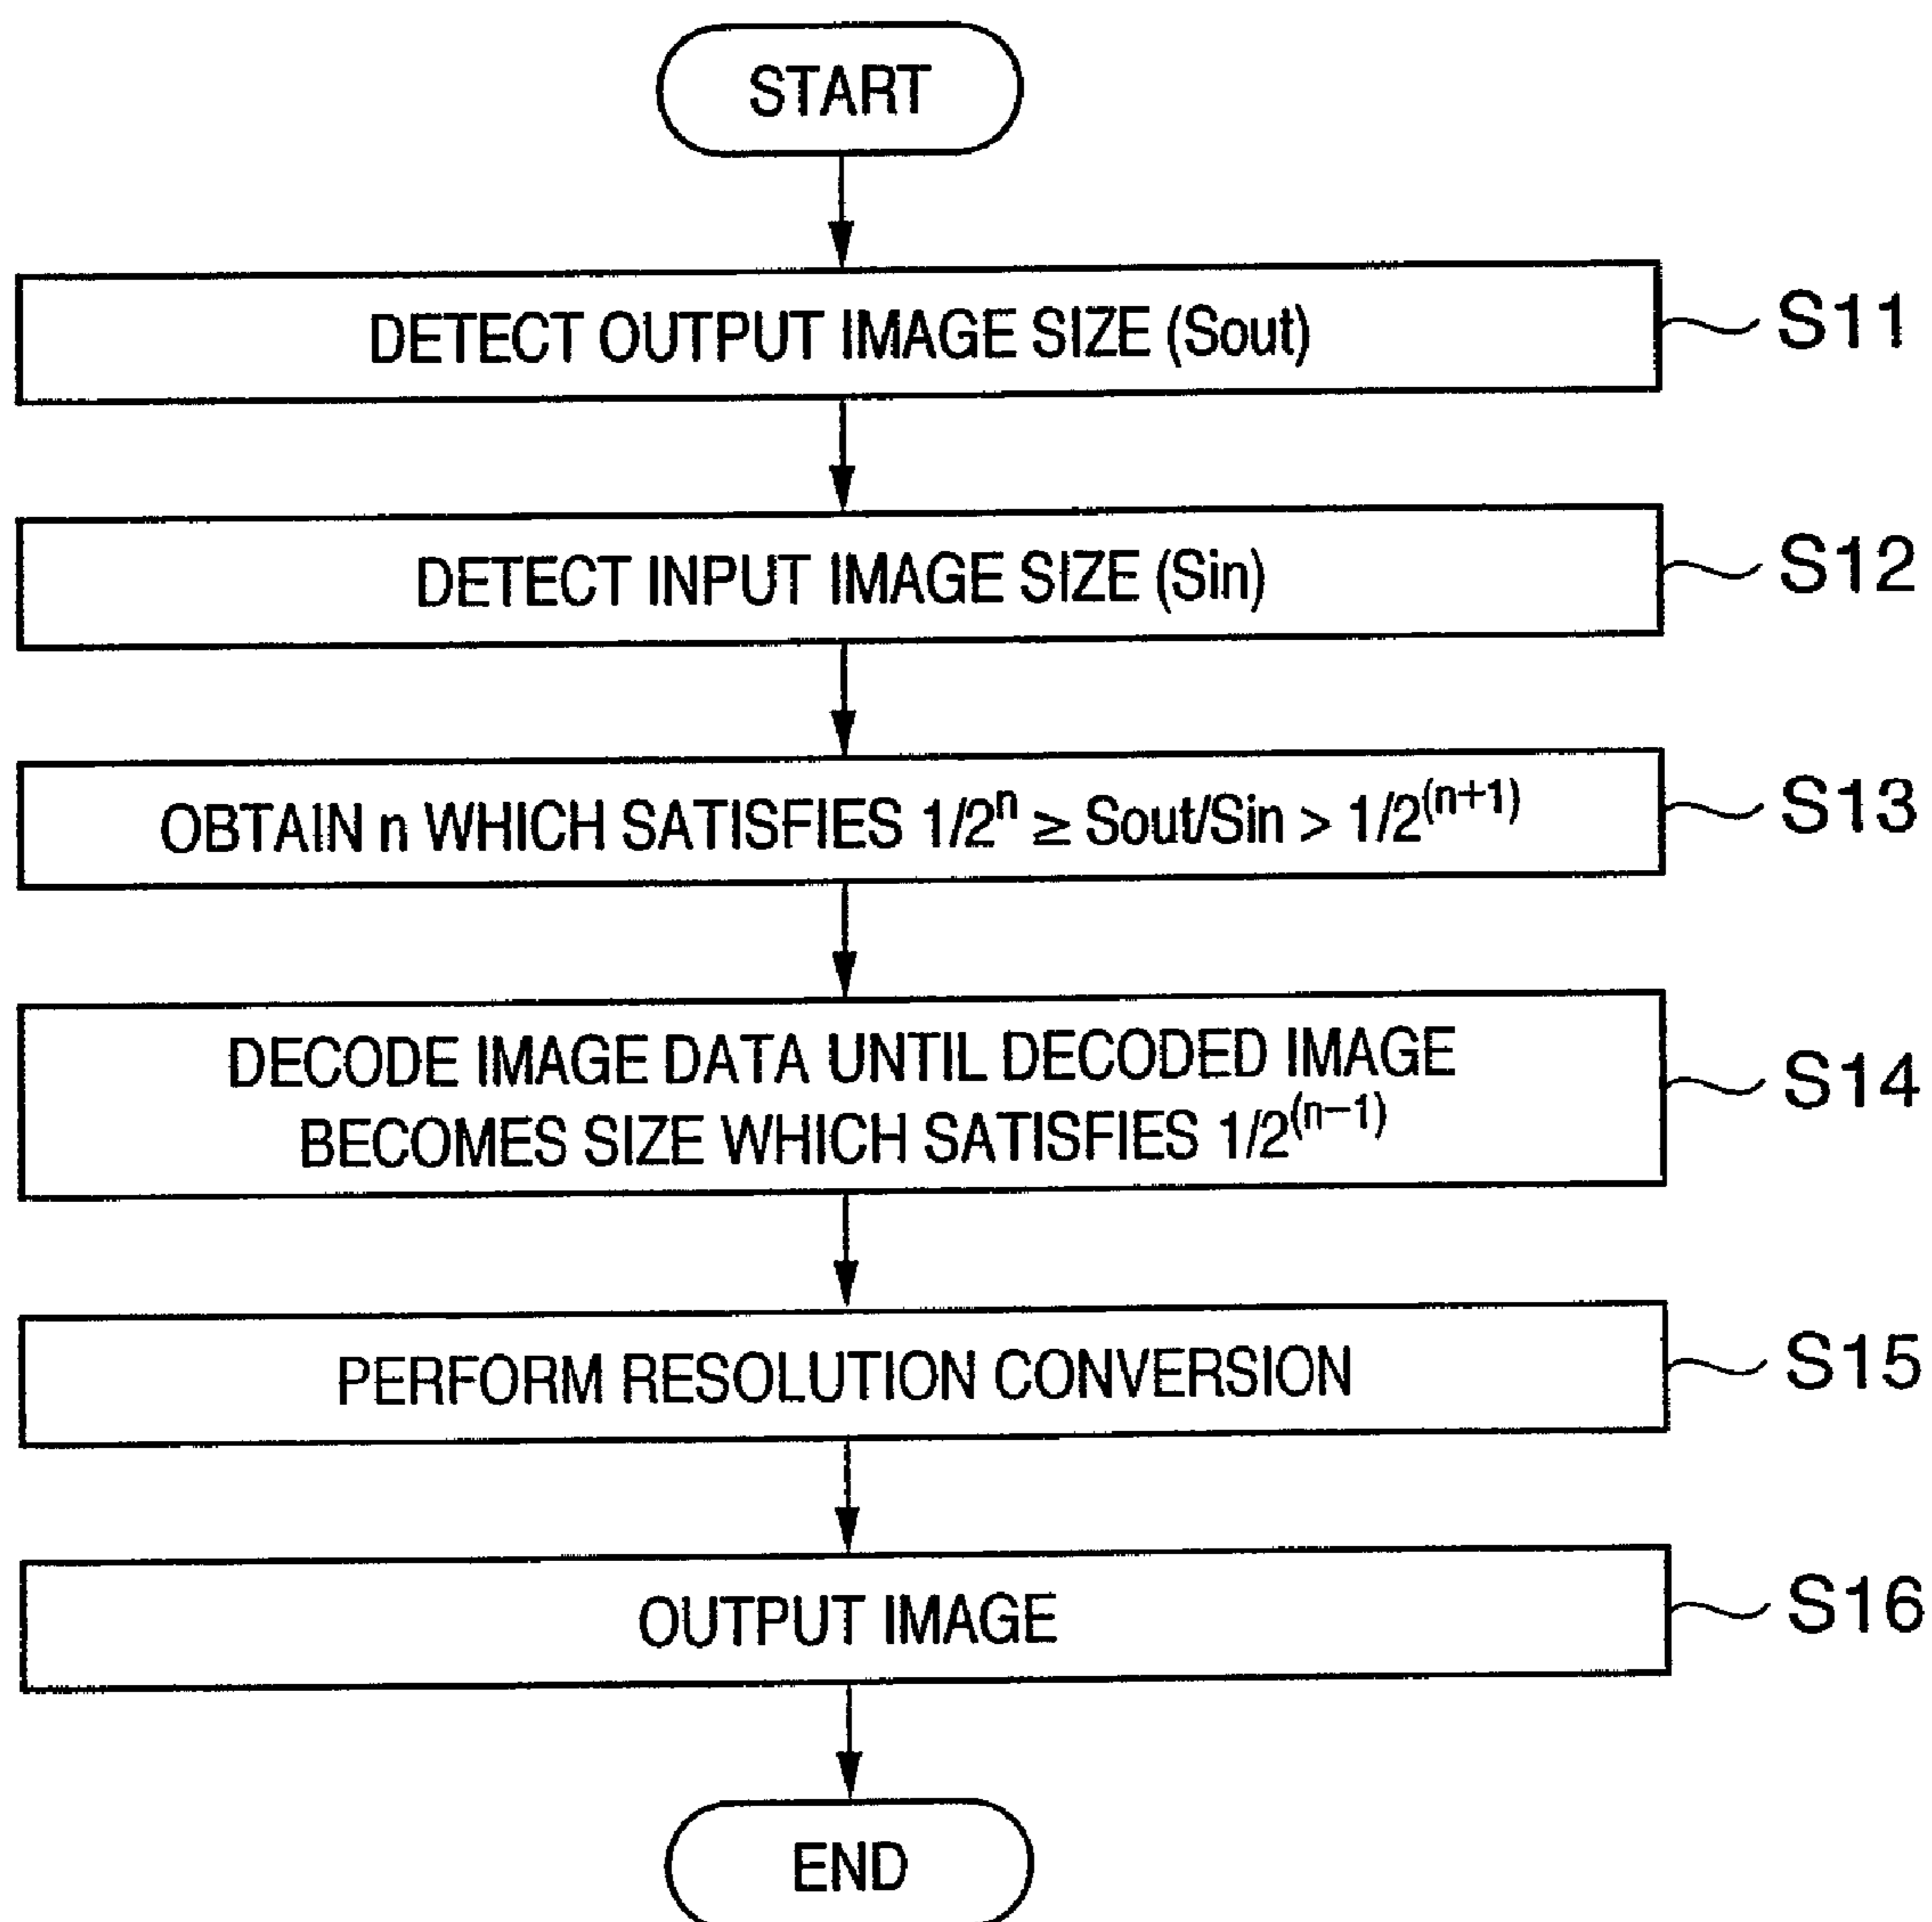 START
DETECT OUTPUT IMAGE SIZE (Sout)
S11
DETECT INPUT IMAGE SIZE (Sin)
S12
OBTAIN n WHICH SATISFIES 1/2^n ≥ Sout/Sin > 1/2^(n+1)
S13
DECODE IMAGE DATA UNTIL DECODED IMAGE
BECOMES SIZE WHICH SATISFIES 1/2^(n−1)
S14
PERFORM RESOLUTION CONVERSION
S15
OUTPUT IMAGE
S16
END